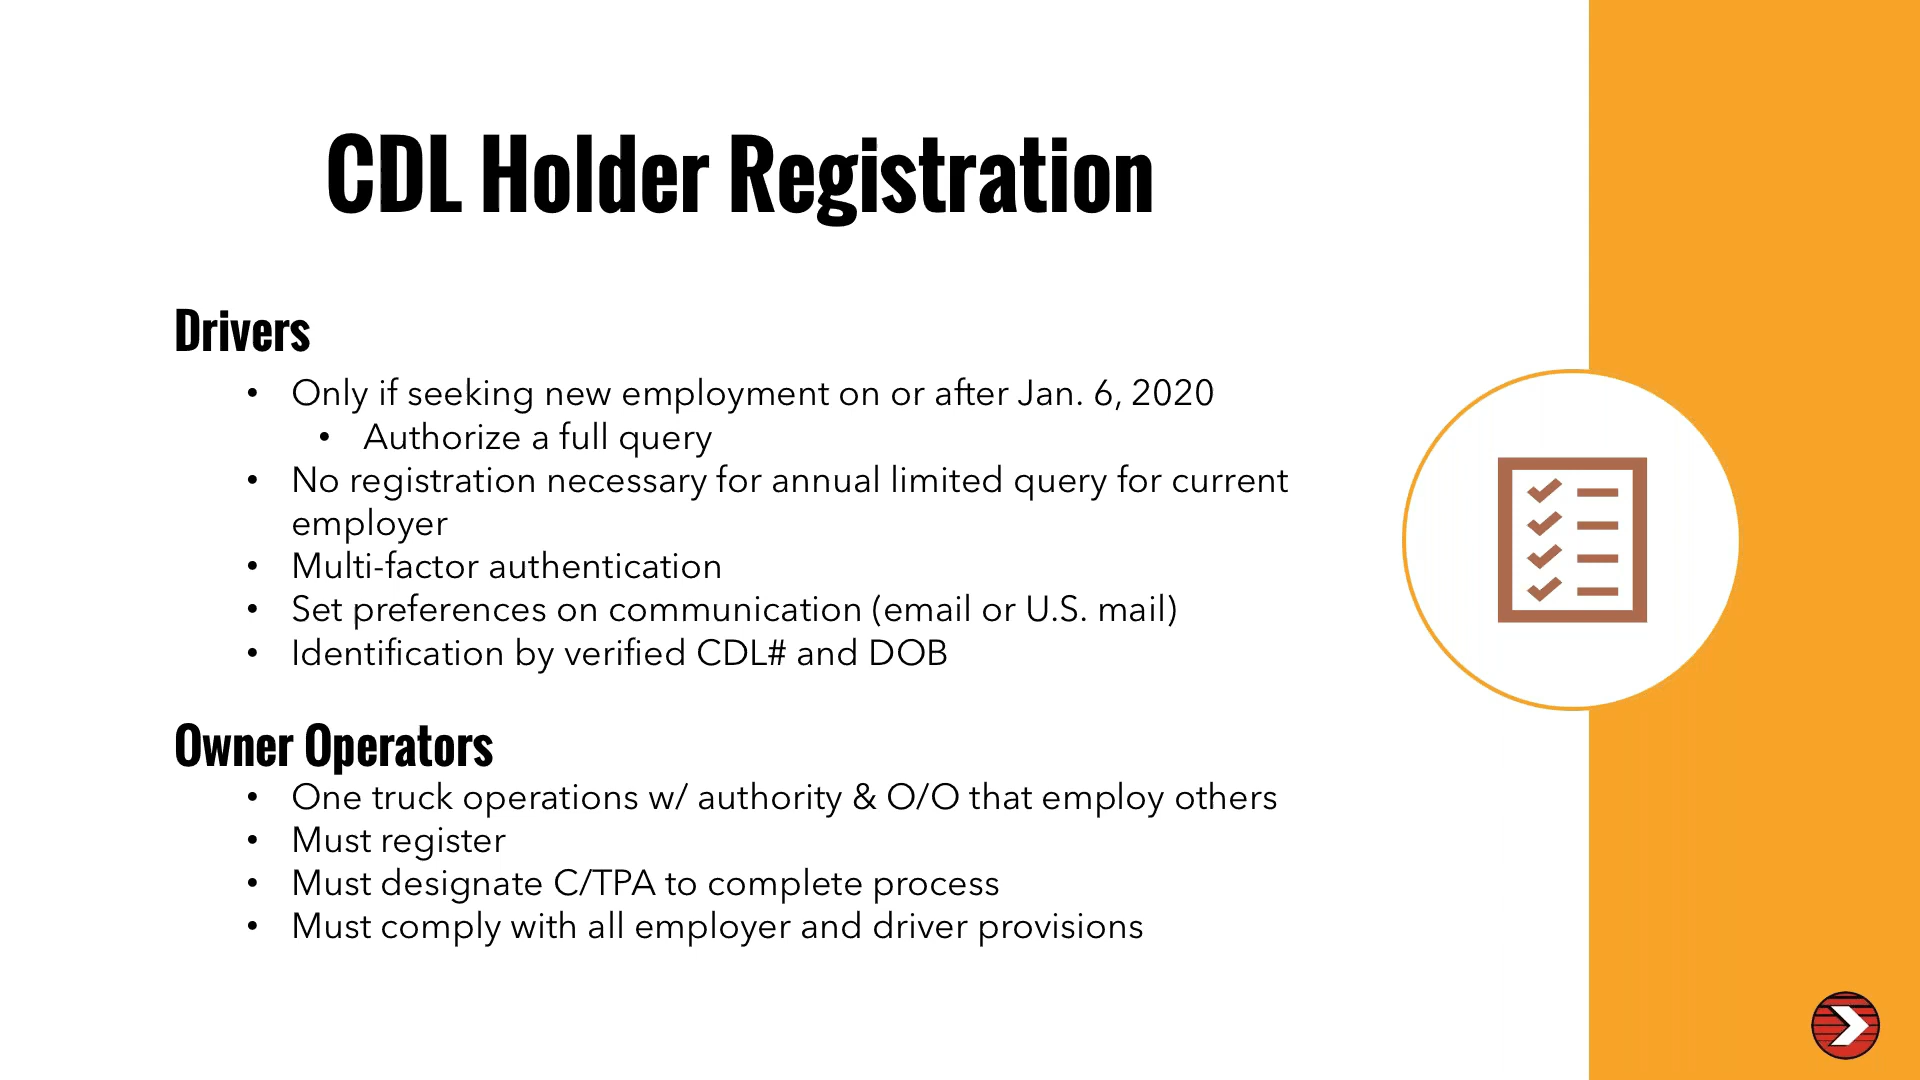 CDL Holder Registration
Drivers
• Only if seeking new employment on or after Jan. 6, 2020
• Authorize a full query
• No registration necessary for annual limited query for current
employer
• Multi-factor authentication
• Set preferences on communication (email or U.S. mail)
• Identification by verified CDL# and DOB
Owner Operators
• One truck operations w/ authority & O/O that employ others
• Must register
• Must designate C/TPA to complete process
• Must comply with all employer and driver provisions